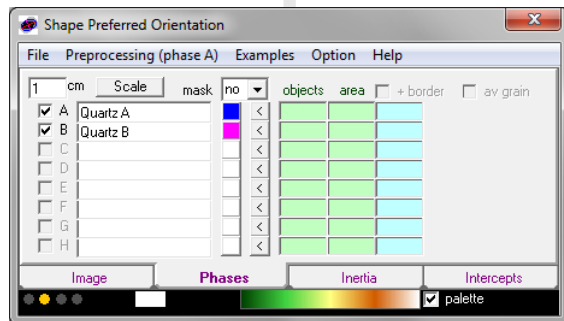 Shape Preferred Orientation
File Preprocessing (phase A) Examples Option Help
1 cm Scale mask no objects area + border av grain
A Quartz A <
B Quartz B <
C <
D <
E <
F <
G <
H <
Image Phases Inertia Intercepts
palette